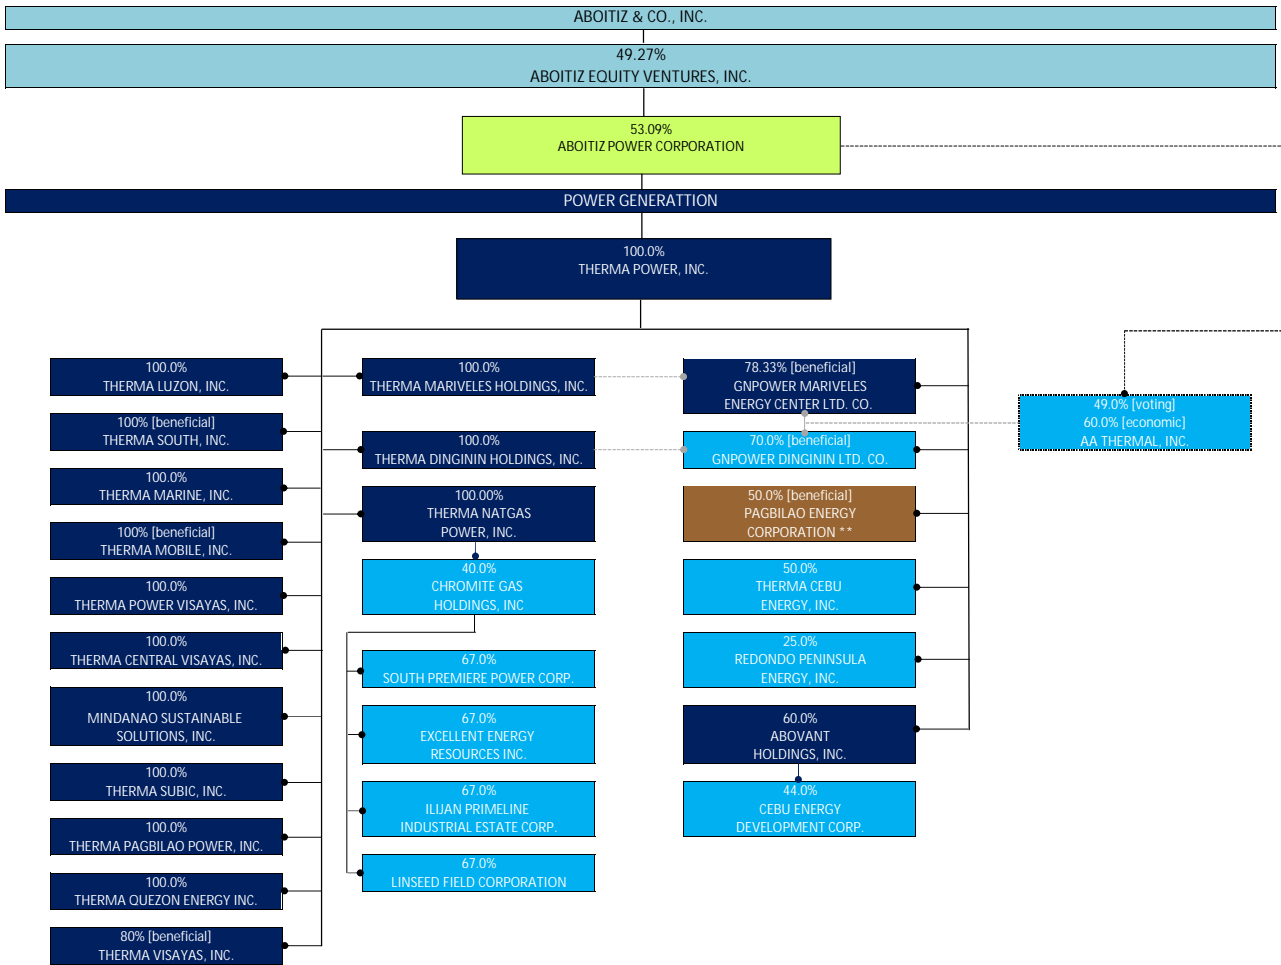 ABOITIZ & CO., INC.
49.27%
ABOITIZ EQUITY VENTURES, INC.
53.09%
ABOITIZ POWER CORPORATION
POWER GENERATTION
100.0%
THERMA POWER, INC.
100.0%
THERMA LUZON, INC.
100% [beneficial]
THERMA SOUTH, INC.
100.0%
THERMA MARINE, INC.
100% [beneficial]
THERMA MOBILE, INC.
100.0%
THERMA POWER VISAYAS, INC.
100.0%
THERMA CENTRAL VISAYAS, INC.
100.0%
MINDANAO SUSTAINABLE
SOLUTIONS, INC.
100.0%
THERMA SUBIC, INC.
100.0%
THERMA PAGBILAO POWER, INC.
100.0%
THERMA QUEZON ENERGY INC.
80% [beneficial]
THERMA VISAYAS, INC.
100.0%
THERMA MARIVELES HOLDINGS, INC.
100.0%
THERMA DINGININ HOLDINGS, INC.
100.00%
THERMA NATGAS
POWER, INC.
40.0%
CHROMITE GAS
HOLDINGS, INC
67.0%
SOUTH PREMIERE POWER CORP.
67.0%
EXCELLENT ENERGY
RESOURCES INC.
67.0%
ILIJAN PRIMELINE
INDUSTRIAL ESTATE CORP.
67.0%
LINSEED FIELD CORPORATION
78.33% [beneficial]
GNPOWER MARIVELES
ENERGY CENTER LTD. CO.
70.0% [beneficial]
GNPOWER DINGININ LTD. CO.
50.0% [beneficial]
PAGBILAO ENERGY
CORPORATION **
50.0%
THERMA CEBU
ENERGY, INC.
25.0%
REDONDO PENINSULA
ENERGY, INC.
60.0%
ABOVANT
HOLDINGS, INC.
44.0%
CEBU ENERGY
DEVELOPMENT CORP.
49.0% [voting]
60.0% [economic]
AA THERMAL, INC.